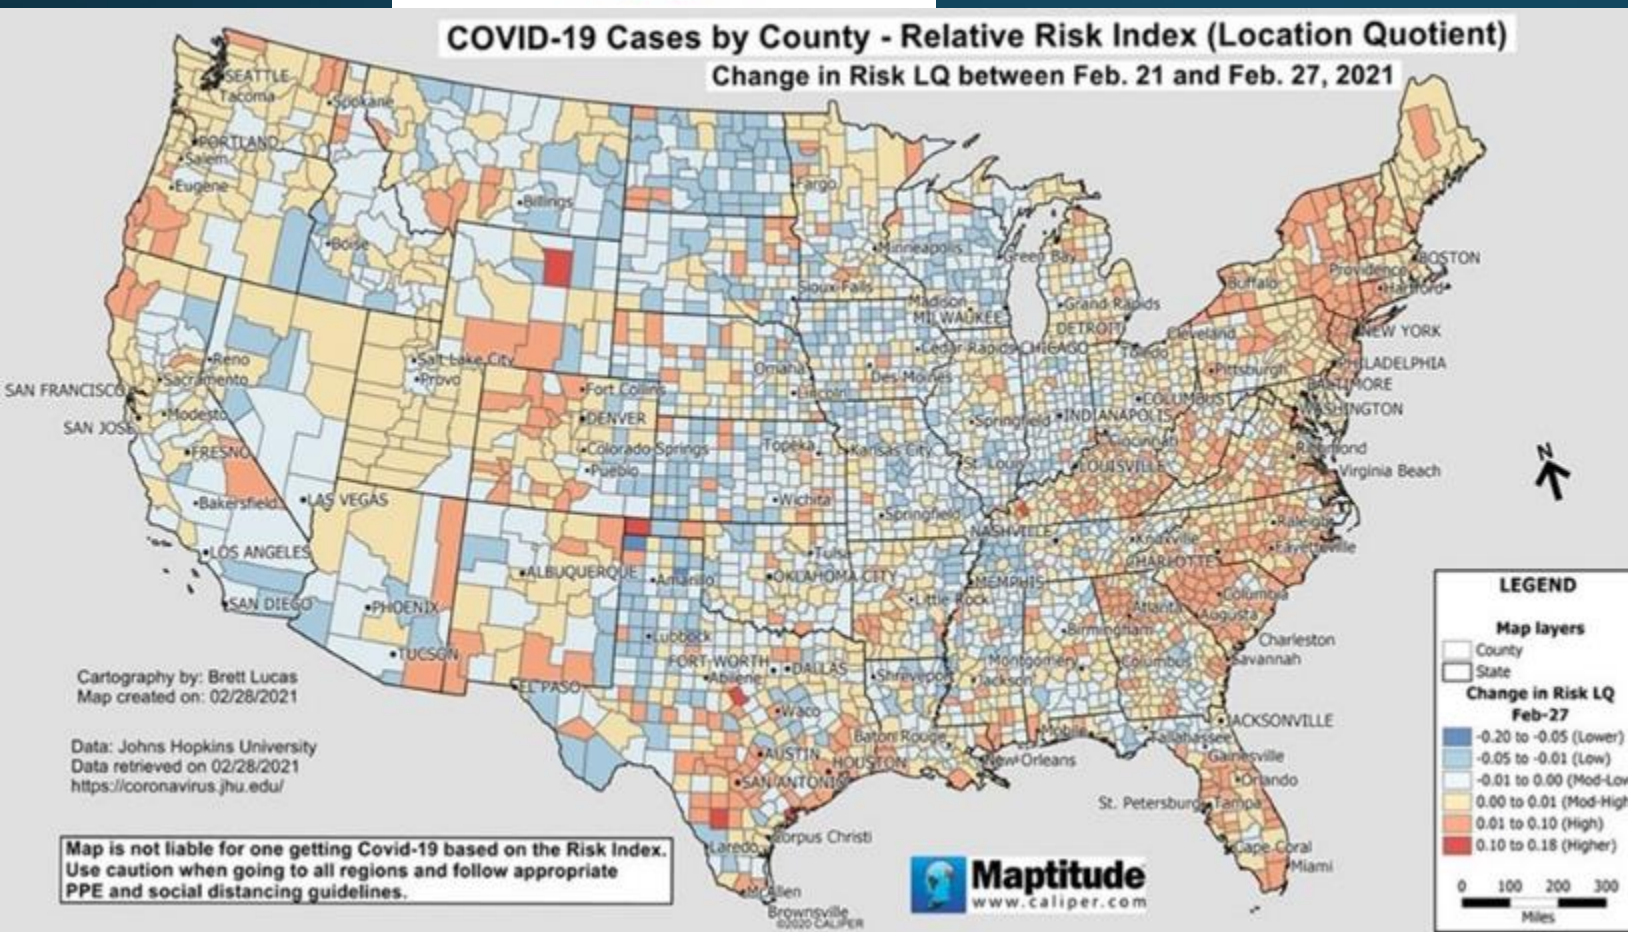 COVID-19 Cases by County - Relative Risk Index (Location Quotient)
Change in Risk LQ between Feb. 21 and Feb. 27, 2021
SEATTLE
Tacoma
Spokane
PORTLAND
Salem
Eugene
Billings
Boise
Fargo
Minneapolis
Green Bay
BOSTON
Providence
Hartford
Buffalo
Sioux Falls
Madison
MILWAUKEE
Grand Rapids
DETROIT
Cleveland
NEW YORK
Reno
Sacramento
Salt Lake City
Provo
Cedar Rapids
CHICAGO
Toledo
Omaha
Des Moines
Pittsburgh
PHILADELPHIA
SAN FRANCISCO
Fort Collins
Lincoln
BALTIMORE
COLUMBUS
WASHINGTON
Modesto
DENVER
Springfield
INDIANAPOLIS
SAN JOSE
FRESNO
Colorado Springs
Topeka
Kansas City
Cincinnati
Richmond
Pueblo
St. Louis
LOUISVILLE
Virginia Beach
N
Bakersfield
LAS VEGAS
Wichita
Springfield
NASHVILLE
Raleigh
LOS ANGELES
Tulsa
Knoxville
Fayetteville
CHARLOTTE
ALBUQUERQUE
Amarillo
OKLAHOMA CITY
MEMPHIS
SAN DIEGO
PHOENIX
Little Rock
Columbia
Atlanta
Augusta
TUCSON
Lubbock
Birmingham
Charleston
FORT WORTH
DALLAS
Montgomery
Columbus
Savannah
EL PASO
Abilene
Shreveport
Jackson
Waco
JACKSONVILLE
Mobile
Tallahassee
Baton Rouge
AUSTIN
HOUSTON
New Orleans
Gainesville
SAN ANTONIO
Orlando
St. Petersburg
Tampa
Corpus Christi
Laredo
Cape Coral
Miami
McAllen
Brownsville
©2020 CALIPER
Cartography by: Brett Lucas
Map created on: 02/28/2021
Data: Johns Hopkins University
Data retrieved on 02/28/2021
https://coronavirus.jhu.edu/
Map is not liable for one getting Covid-19 based on the Risk Index.
Use caution when going to all regions and follow appropriate
PPE and social distancing guidelines.
Maptitude
www.caliper.com
LEGEND
Map layers
County
State
Change in Risk LQ
Feb-27
-0.20 to -0.05 (Lower)
-0.05 to -0.01 (Low)
-0.01 to 0.00 (Mod-Low
0.00 to 0.01 (Mod-High
0.01 to 0.10 (High)
0.10 to 0.18 (Higher)
0 100 200 300
Miles